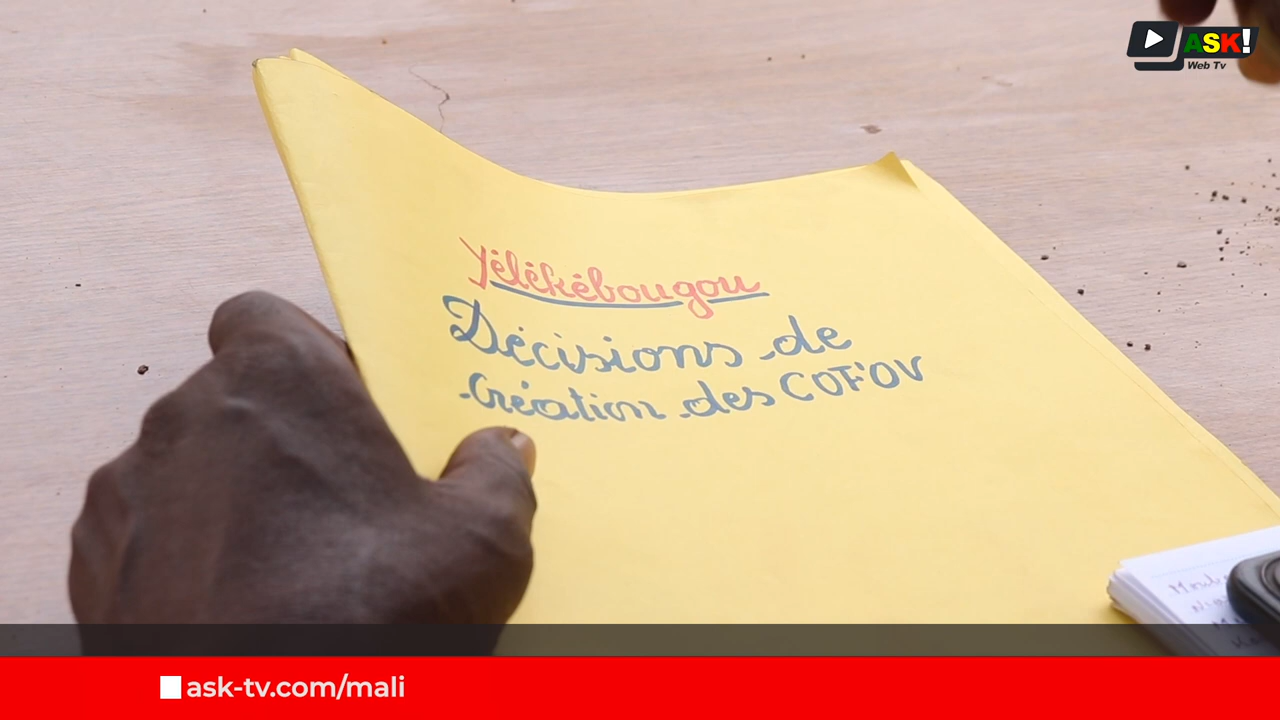 ASK!
Web Tv
Yélékébougou
Décisions de
création des COFOV
ask-tv.com/mali